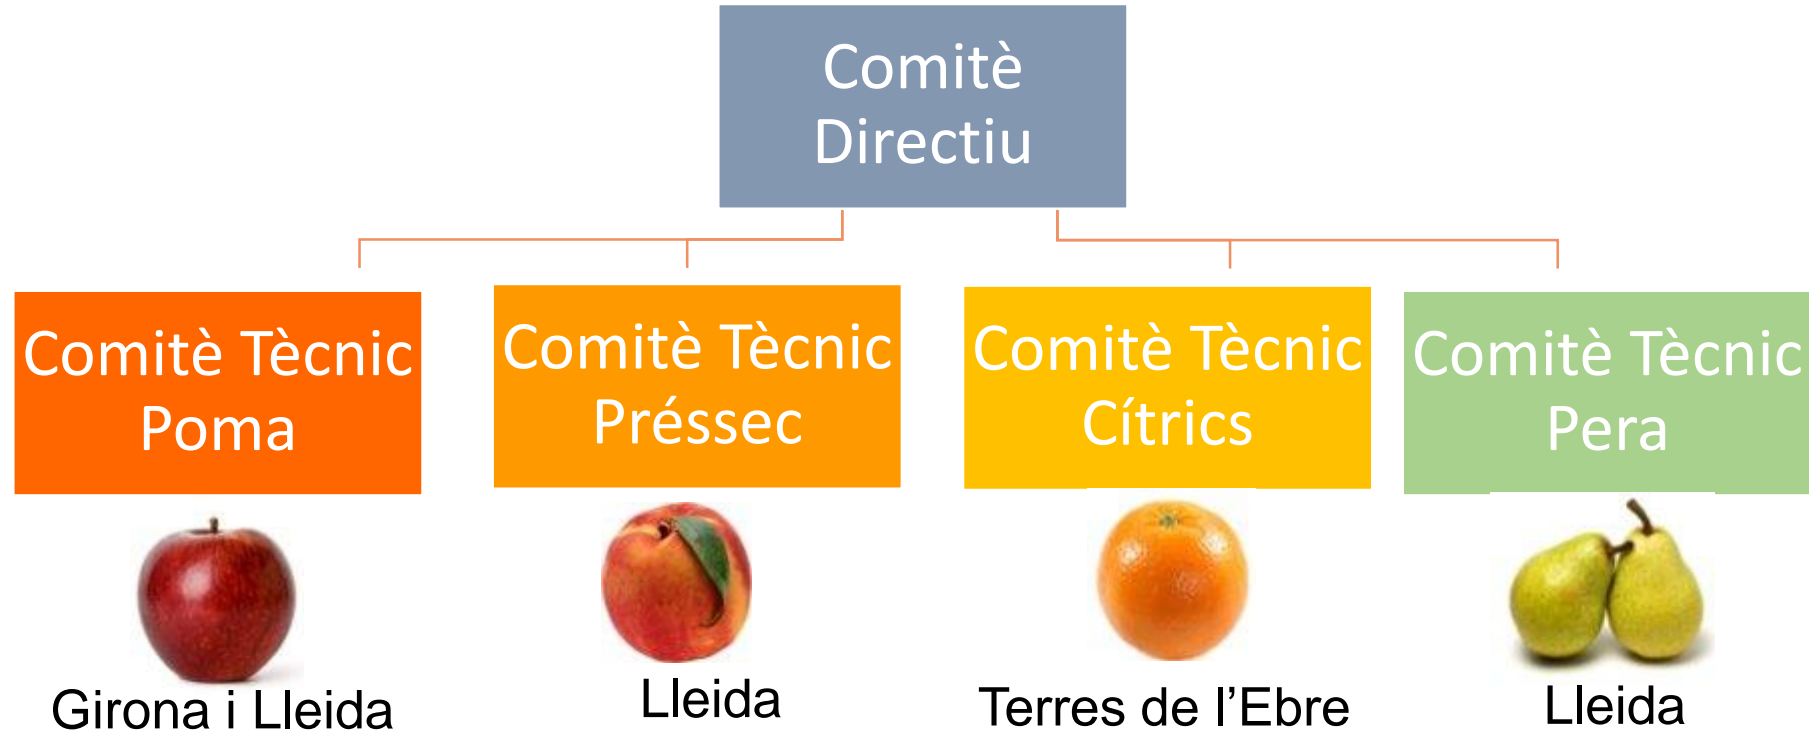 Comitè
Directiu
Comitè Tècnic
Poma
Comitè Tècnic
Préssec
Comitè Tècnic
Cítrics
Comitè Tècnic
Pera
Girona i Lleida
Lleida
Terres de l’Ebre
Lleida